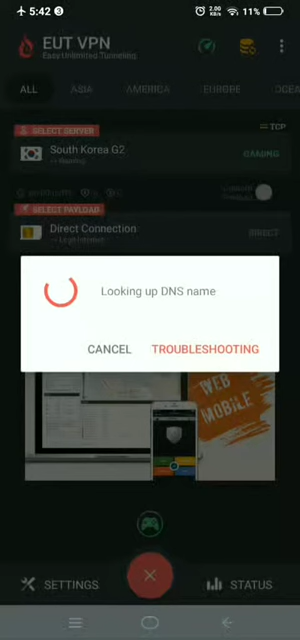 5:42
2.00 KB/s
11%
EUT VPN
Easy Unlimited Tunneling
ALL ASIA AMERICA EUROPE OCEA
SELECT SERVER
TCP
South Korea G2
GAMING
SELECT PAYLOAD
Direct Connection
DIRECT
Looking up DNS name
CANCEL TROUBLESHOOTING
WEB
MOBILE
SETTINGS STATUS